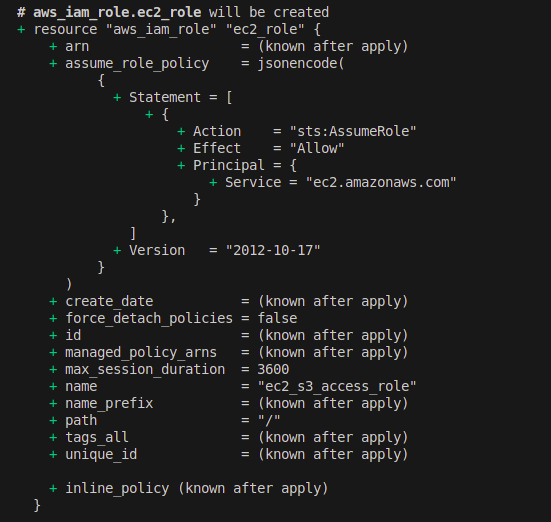 # aws_iam_role.ec2_role will be created
+ resource "aws_iam_role" "ec2_role" {
    + arn                   = (known after apply)
    + assume_role_policy    = jsonencode(
          {
            + Statement = [
                + {
                    + Action    = "sts:AssumeRole"
                    + Effect    = "Allow"
                    + Principal = {
                        + Service = "ec2.amazonaws.com"
                      }
                  },
              ]
            + Version   = "2012-10-17"
          }
      )
    + create_date           = (known after apply)
    + force_detach_policies = false
    + id                    = (known after apply)
    + managed_policy_arns   = (known after apply)
    + max_session_duration  = 3600
    + name                  = "ec2_s3_access_role"
    + name_prefix           = (known after apply)
    + path                  = "/"
    + tags_all              = (known after apply)
    + unique_id             = (known after apply)

    + inline_policy (known after apply)
  }